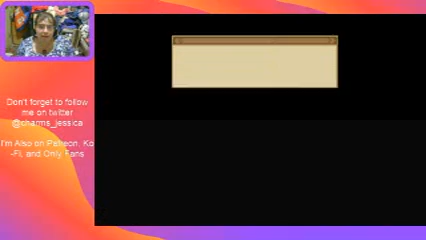 Don't forget to follow
me on twitter
@charms_jessica
I'm Also on Patreon, Ko
-Fi, and Only Fans